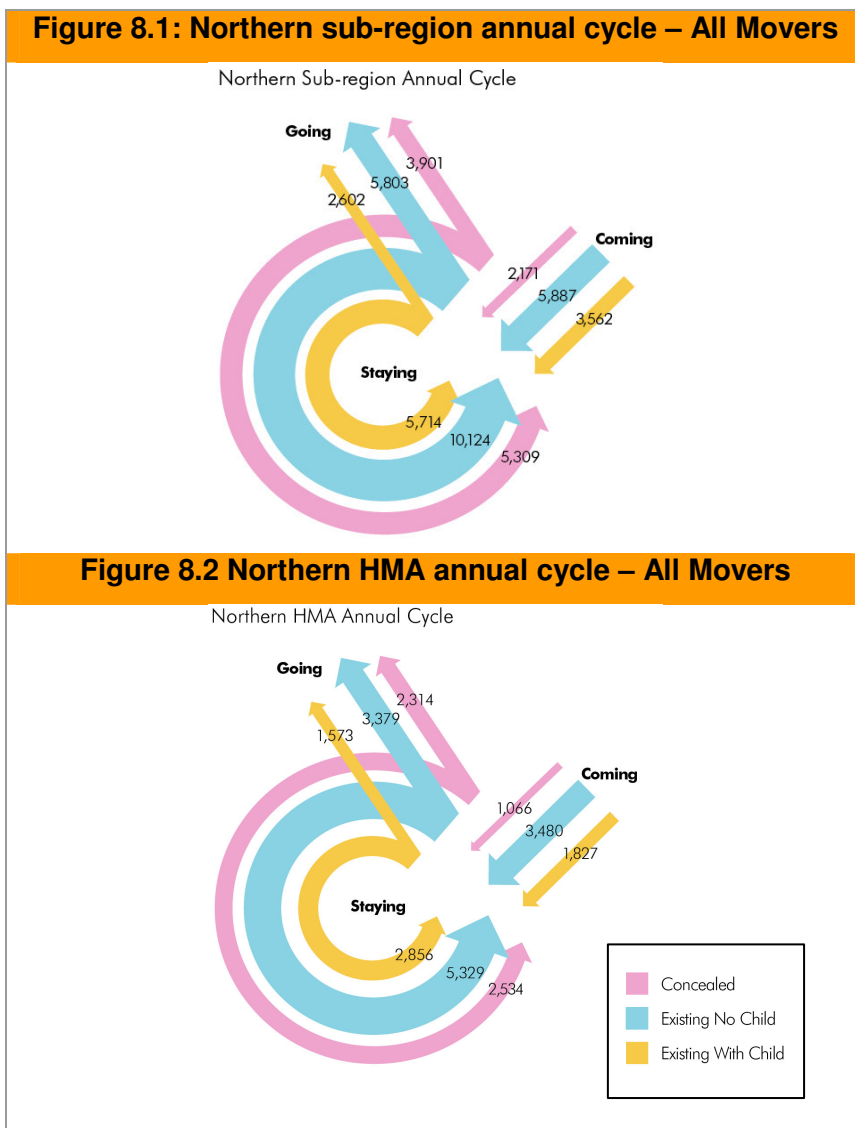 Figure 8.1: Northern sub-region annual cycle – All Movers
Northern Sub-region Annual Cycle
Going
3,901
5,803
2,602
Coming
2,171
5,887
3,562
Staying
5,714
10,124
5,309
Figure 8.2 Northern HMA annual cycle – All Movers
Northern HMA Annual Cycle
Going
2,314
3,379
1,573
Coming
1,066
3,480
1,827
Staying
2,856
5,329
2,534
Concealed
Existing No Child
Existing With Child